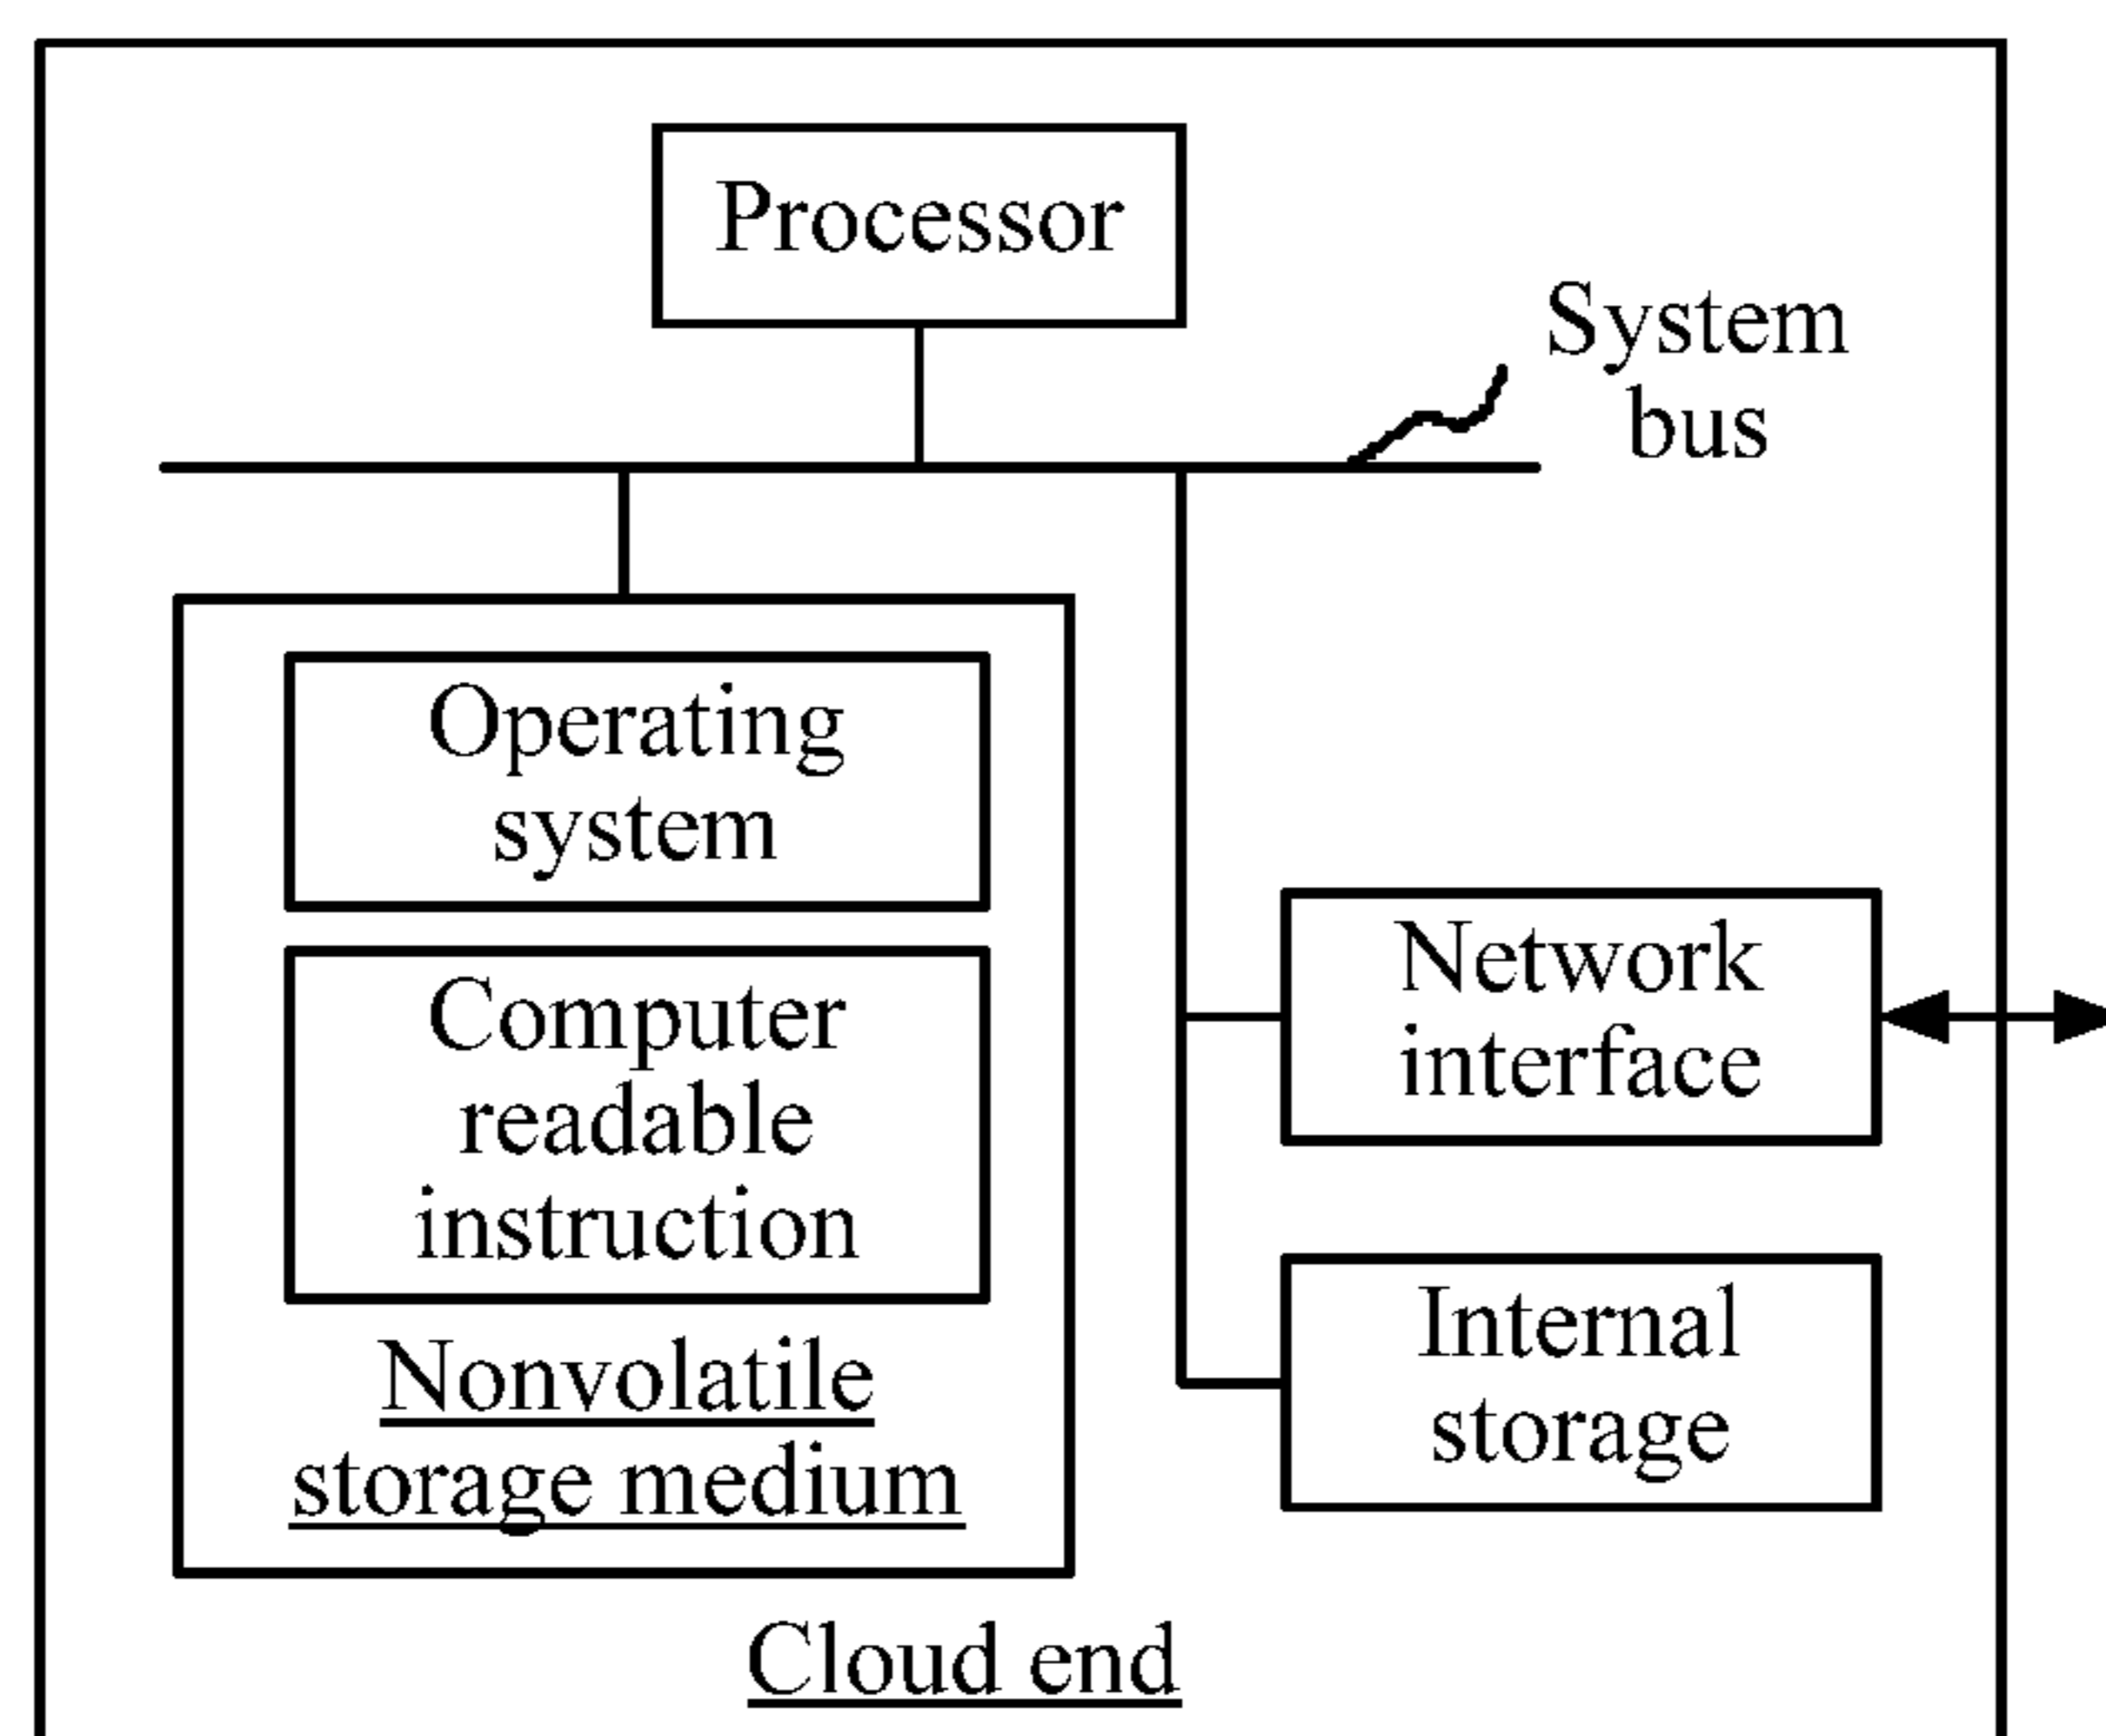 Processor
System
bus
Operating
system
Computer
readable
instruction
Nonvolatile
storage medium
Network
interface
Internal
storage
Cloud end